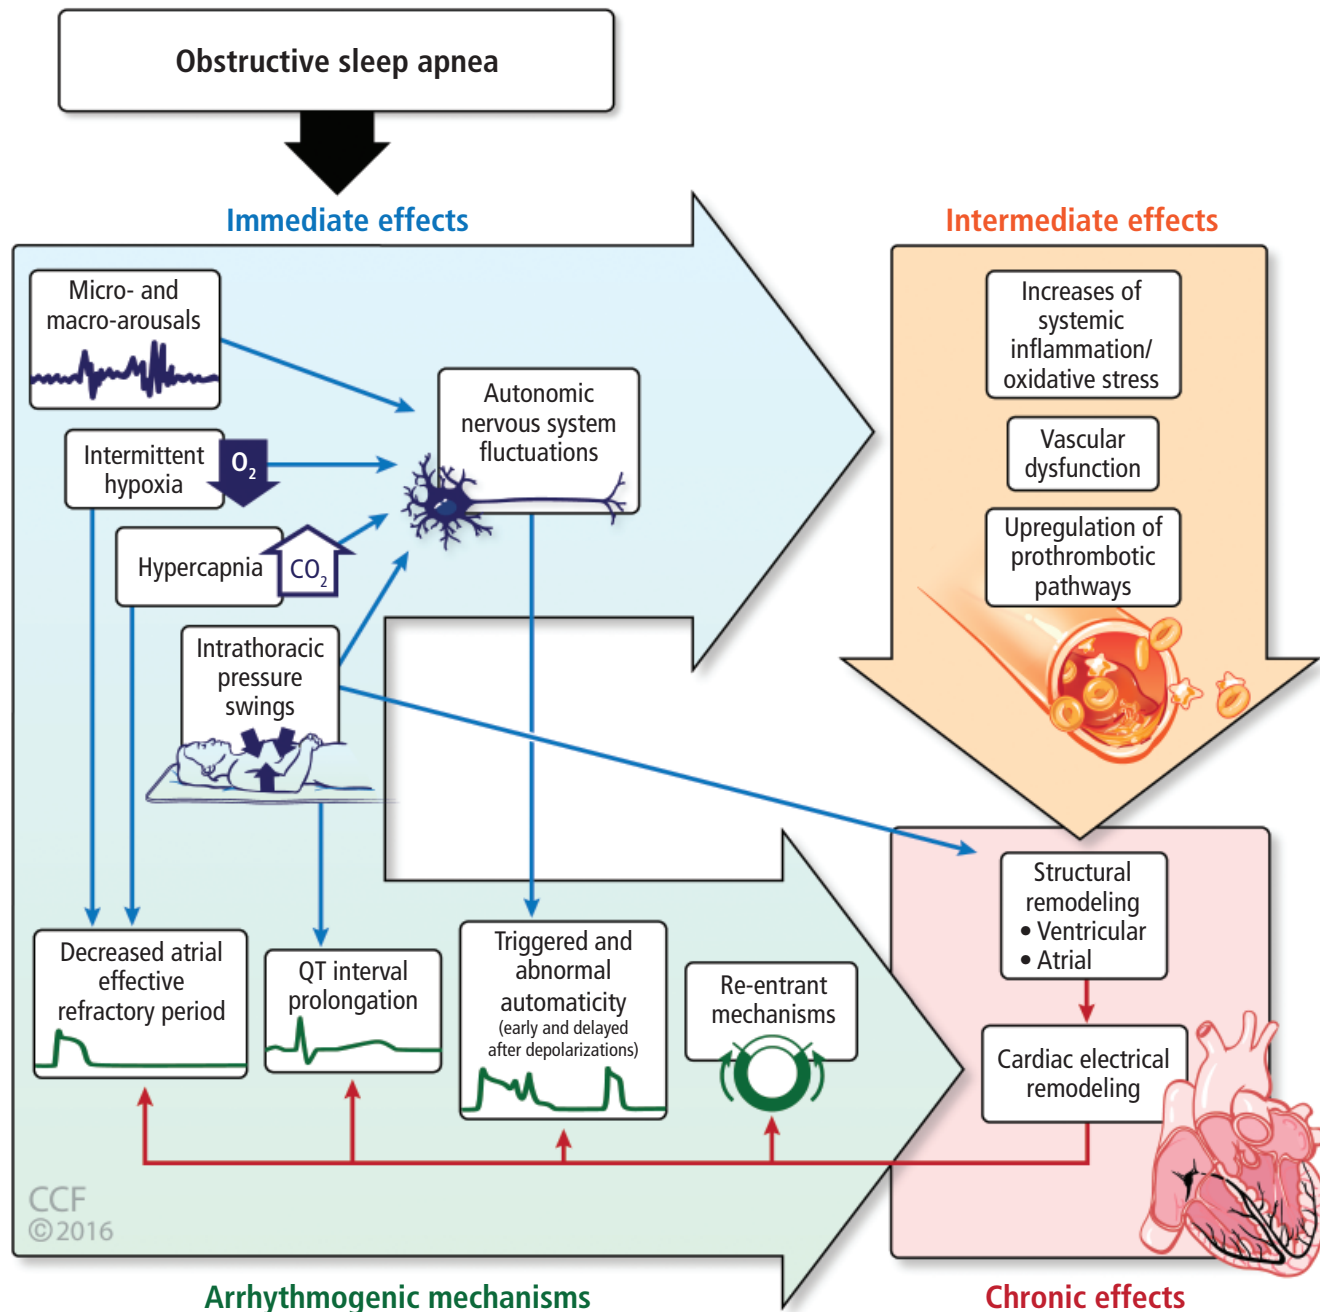 Obstructive sleep apnea
Immediate effects
Intermediate effects
Micro- and
macro-arousals
Intermittent
hypoxia
O2
Hypercapnia
CO2
Intrathoracic
pressure
swings
Autonomic
nervous system
fluctuations
Increases of
systemic
inflammation/
oxidative stress
Vascular
dysfunction
Upregulation of
prothrombotic
pathways
Decreased atrial
effective
refractory period
QT interval
prolongation
Triggered and
abnormal
automaticity
(early and delayed
after depolarizations)
Re-entrant
mechanisms
Structural
remodeling
• Ventricular
• Atrial
Cardiac electrical
remodeling
CCF
©2016
Arrhythmogenic mechanisms
Chronic effects